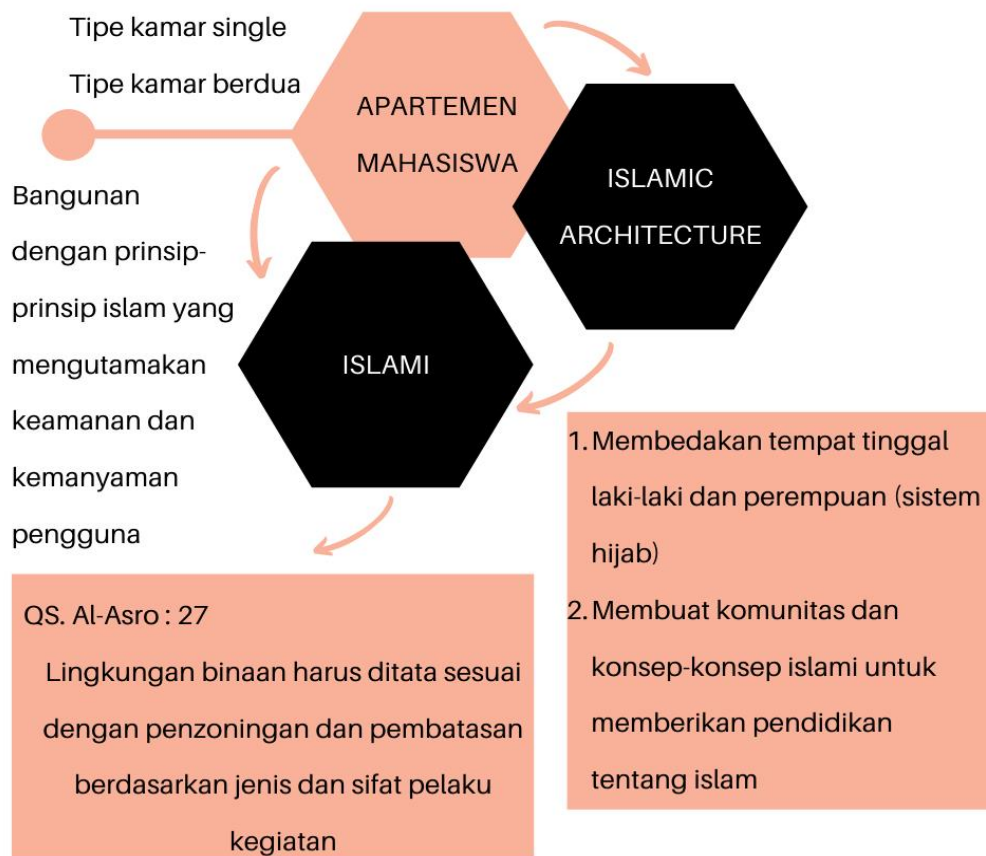 Tipe kamar single
Tipe kamar berdua
APARTEMEN
MAHASISWA
ISLAMIC
ARCHITECTURE
Bangunan
dengan prinsip-
prinsip islam yang
mengutamakan
keamanan dan
kemanyaman
pengguna
ISLAMI
1. Membedakan tempat tinggal
laki-laki dan perempuan (sistem
hijab)
2. Membuat komunitas dan
konsep-konsep islami untuk
memberikan pendidikan
tentang islam
QS. Al-Asro : 27
Lingkungan binaan harus ditata sesuai
dengan penzoningan dan pembatasan
berdasarkan jenis dan sifat pelaku
kegiatan